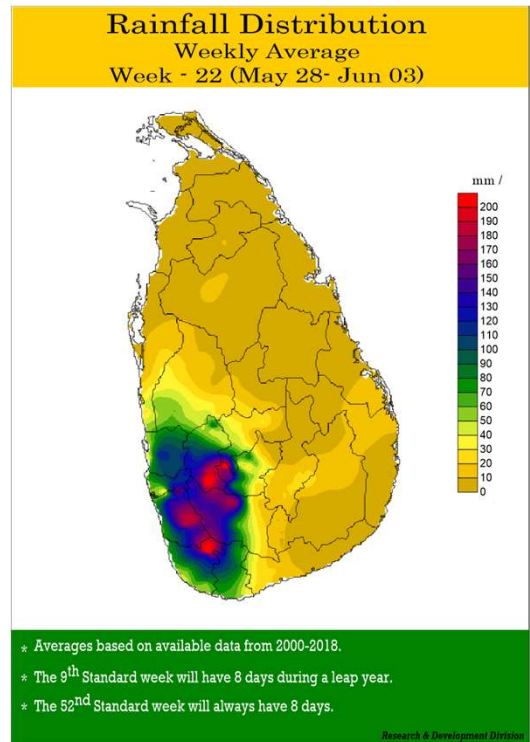 Rainfall Distribution
Weekly Average
Week - 22 (May 28- Jun 03)
mm /
200
190
180
170
160
150
140
130
120
110
100
90
80
70
60
50
40
30
20
10
0
* Averages based on available data from 2000-2018.
* The 9th Standard week will have 8 days during a leap year.
* The 52nd Standard week will always have 8 days.
Research & Development Division